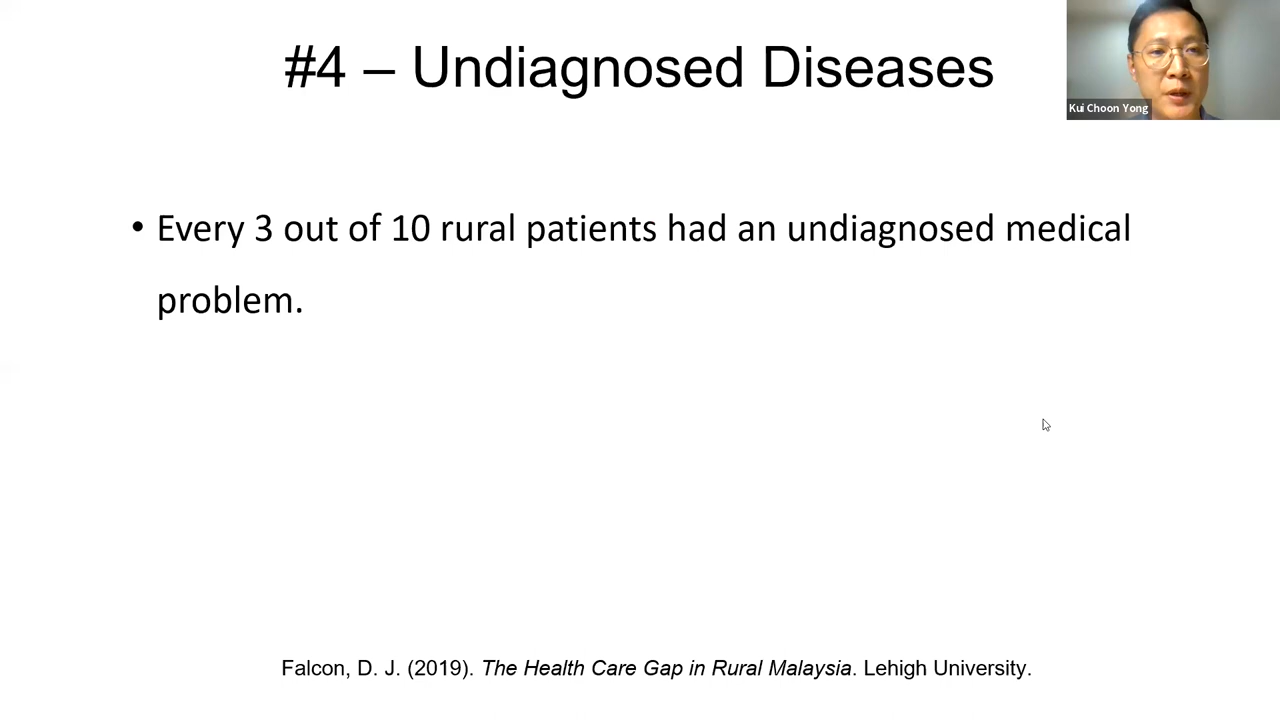 #4 – Undiagnosed Diseases
Kui Choon Yong
• Every 3 out of 10 rural patients had an undiagnosed medical
problem.
Falcon, D. J. (2019). The Health Care Gap in Rural Malaysia. Lehigh University.